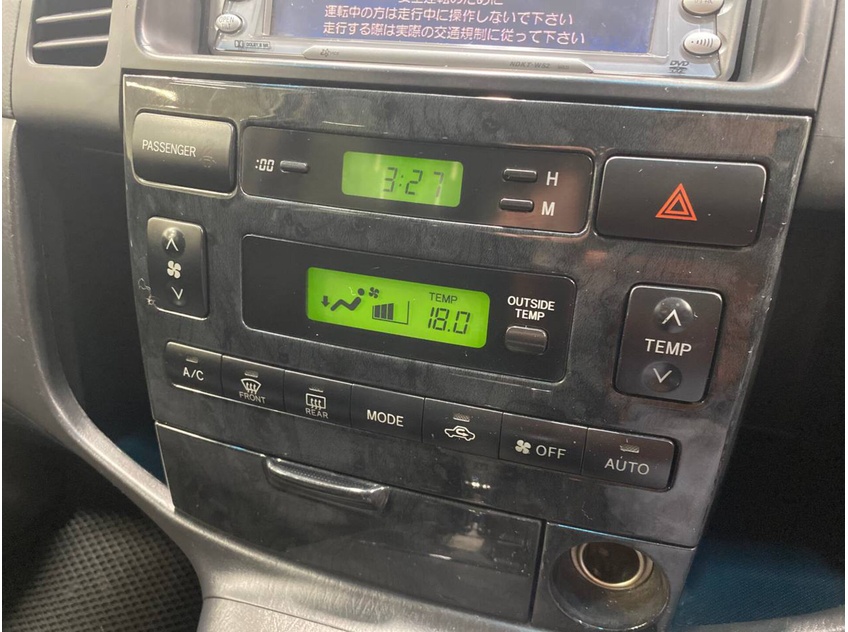 運転中の方は走行中に操作しないで下さい
走行する際は実際の交通規制に従って下さい
DVD
PASSENGER
:00
3:27
H
M
TEMP
18.0
OUTSIDE
TEMP
TEMP
A/C
FRONT
REAR
MODE
OFF
AUTO